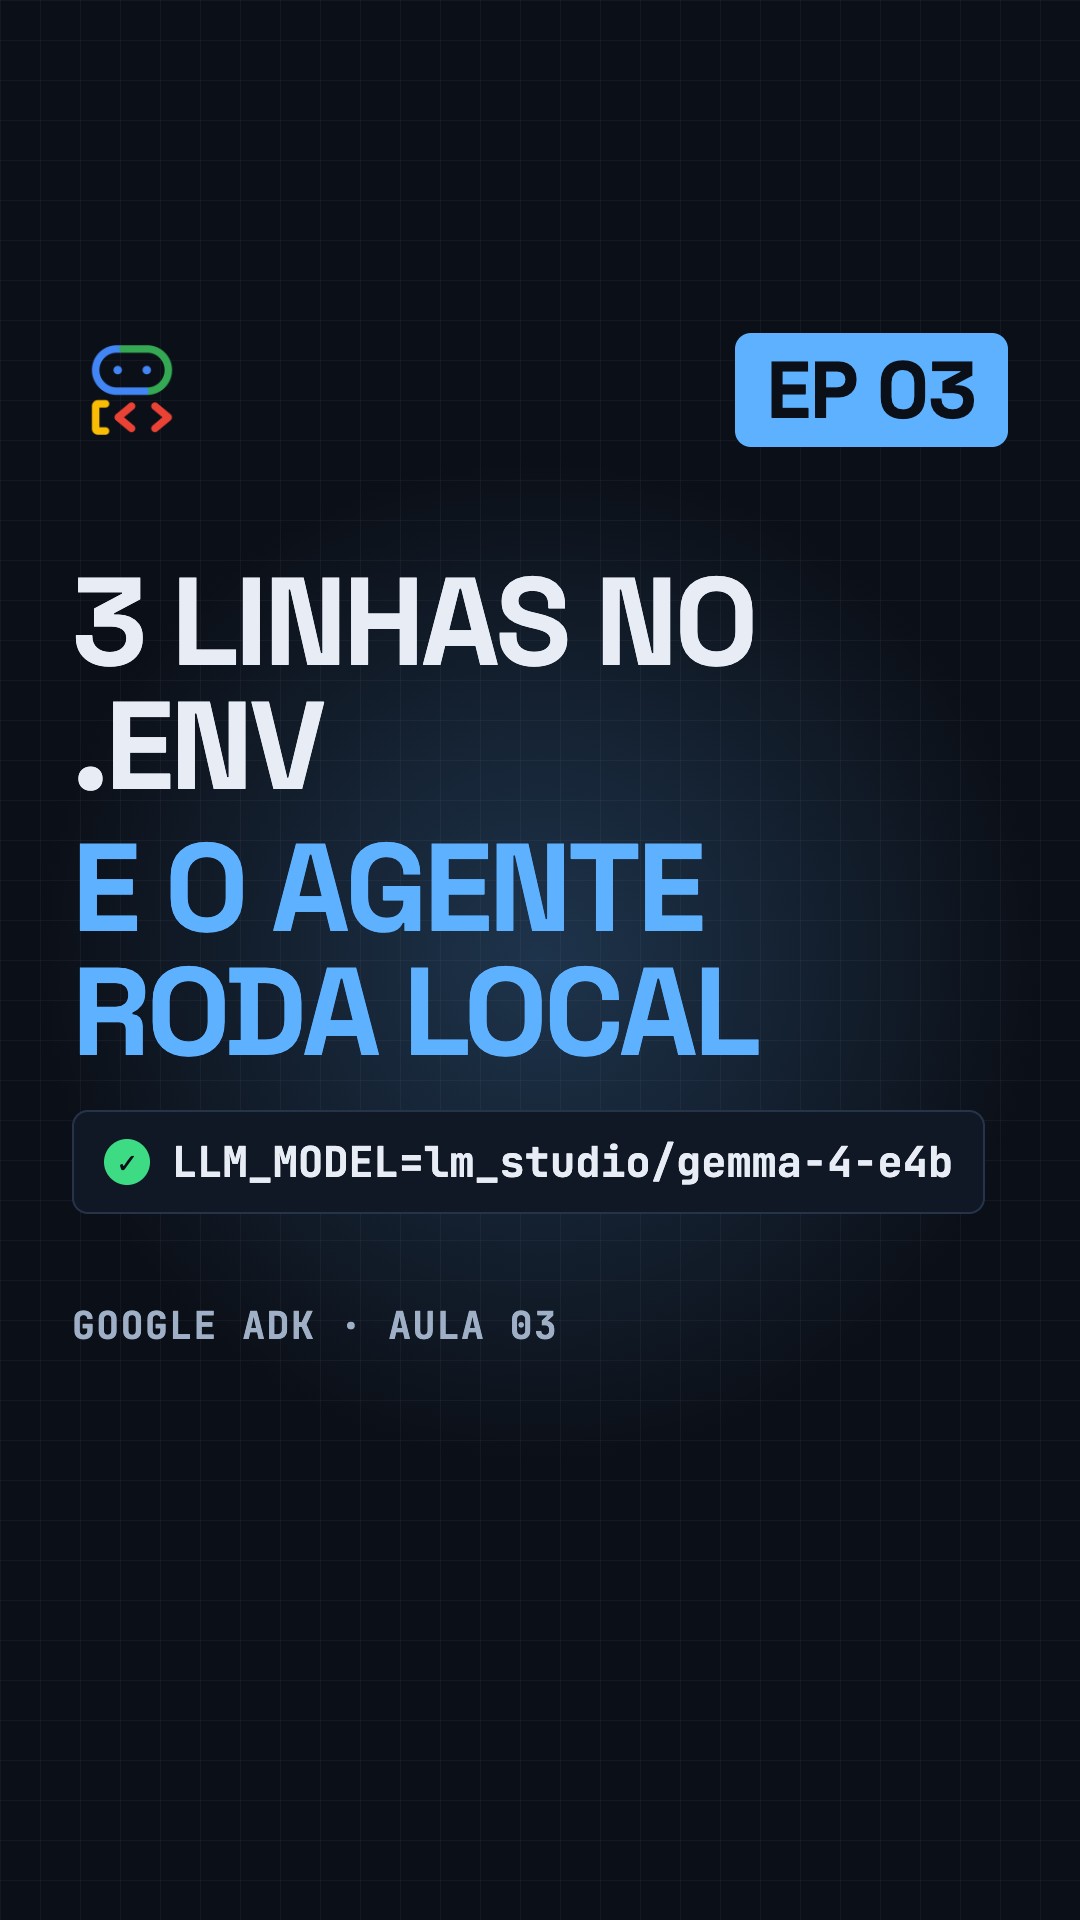 EP 03
3 LINHAS NO
.ENV
E O AGENTE
RODA LOCAL
✓ LLM_MODEL=lm_studio/gemma-4-e4b
GOOGLE ADK · AULA 03